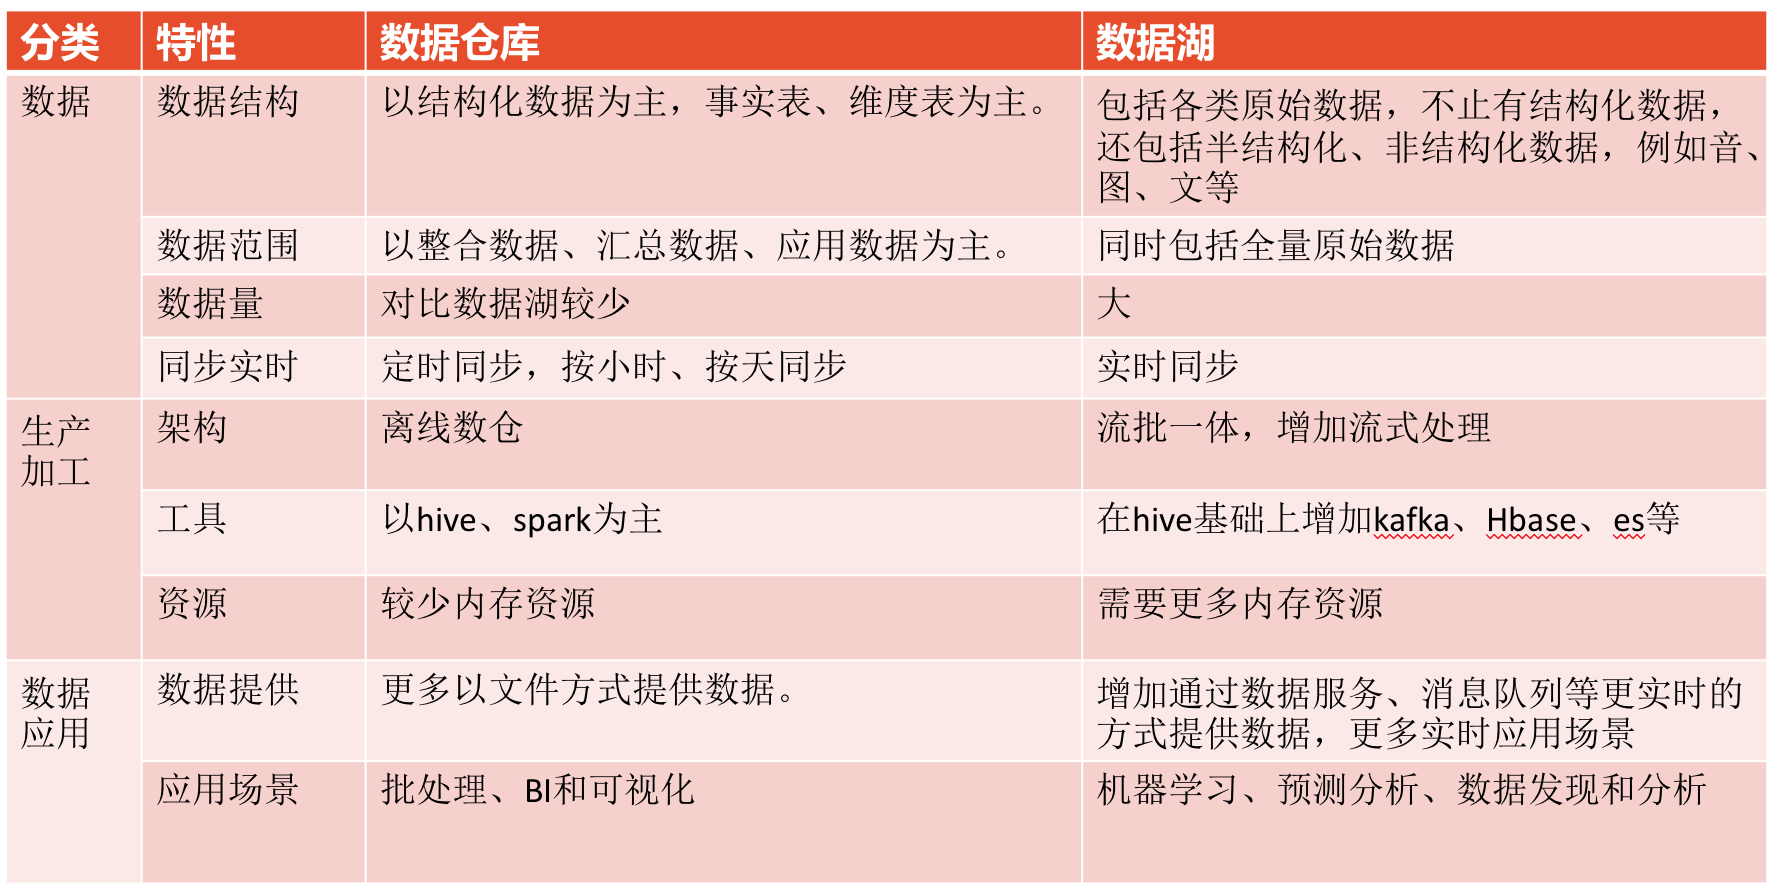 分类 特性 数据仓库 数据湖
数据 数据结构 以结构化数据为主，事实表、维度表为主。 包括各类原始数据，不止有结构化数据，
还包括半结构化、非结构化数据，例如音、
图、文等
数据范围 以整合数据、汇总数据、应用数据为主。 同时包括全量原始数据
数据量 对比数据湖较少 大
同步实时 定时同步，按小时、按天同步 实时同步
生产
加工
架构 离线数仓 流批一体，增加流式处理
工具 以hive、spark为主 在hive基础上增加kafka、Hbase、es等
资源 较少内存资源 需要更多内存资源
数据
应用
数据提供 更多以文件方式提供数据。 增加通过数据服务、消息队列等更实时的
方式提供数据，更多实时应用场景
应用场景 批处理、BI和可视化 机器学习、预测分析、数据发现和分析